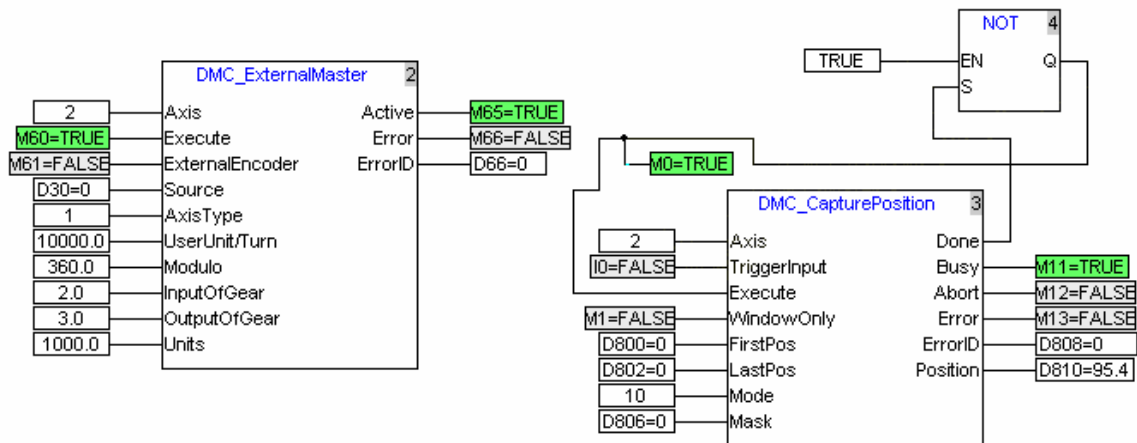 NOT 4
TRUE EN Q
S
DMC_ExternalMaster 2
2 Axis Active M65=TRUE
M60=TRUE Execute Error M66=FALSE
M61=FALSE ExternalEncoder ErrorID D66=0
D30=0 Source
1 AxisType
10000.0 UserUnit/Turn
360.0 Modulo
2.0 InputOfGear
3.0 OutputOfGear
1000.0 Units
M0=TRUE
DMC_CapturePosition 3
2 Axis Done
I0=FALSE TriggerInput Busy M11=TRUE
Execute Abort M12=FALSE
M1=FALSE WindowOnly Error M13=FALSE
D800=0 FirstPos ErrorID D808=0
D802=0 LastPos Position D810=95.4
10 Mode
D806=0 Mask